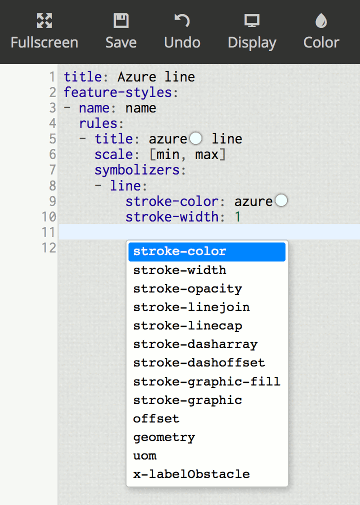 Fullscreen Save Undo Display Color
1 title: Azure line
2 feature-styles:
3 - name: name
4 rules:
5 - title: azure line
6 scale: [min, max]
7 symbolizers:
8 - line:
9 stroke-color: azure
10 stroke-width: 1
11
12
stroke-color
stroke-width
stroke-opacity
stroke-linejoin
stroke-linecap
stroke-dasharray
stroke-dashoffset
stroke-graphic-fill
stroke-graphic
offset
geometry
uom
x-labelObstacle